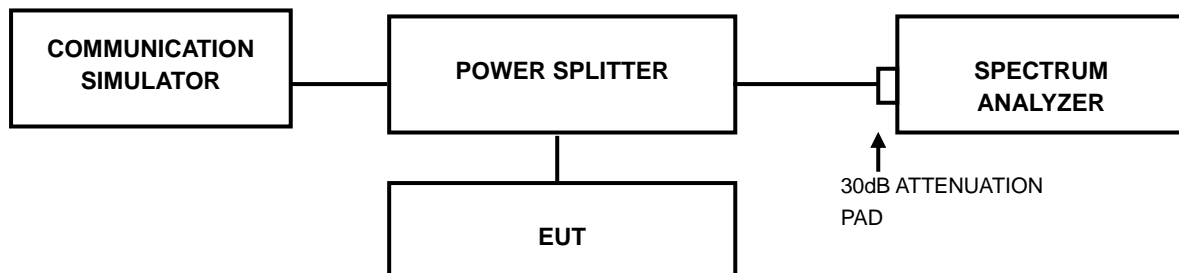 COMMUNICATION
SIMULATOR
POWER SPLITTER
SPECTRUM
ANALYZER
30dB ATTENUATION
PAD
EUT